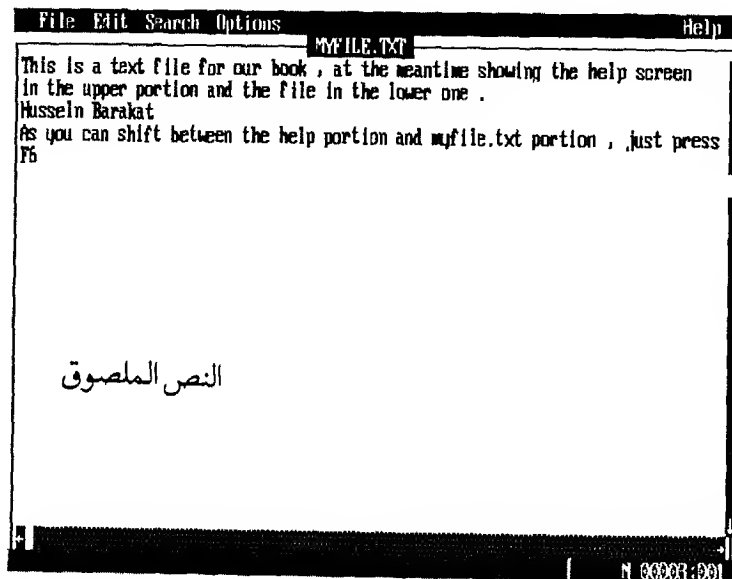 File Edit Search Options Help
MYFILE.TXT
This is a text file for our book , at the meantime showing the help screen
in the upper portion and the file in the lower one .
Hussein Barakat
As you can shift between the help portion and myfile.txt portion , just press
F6
النص الملصوق
N 00003:001